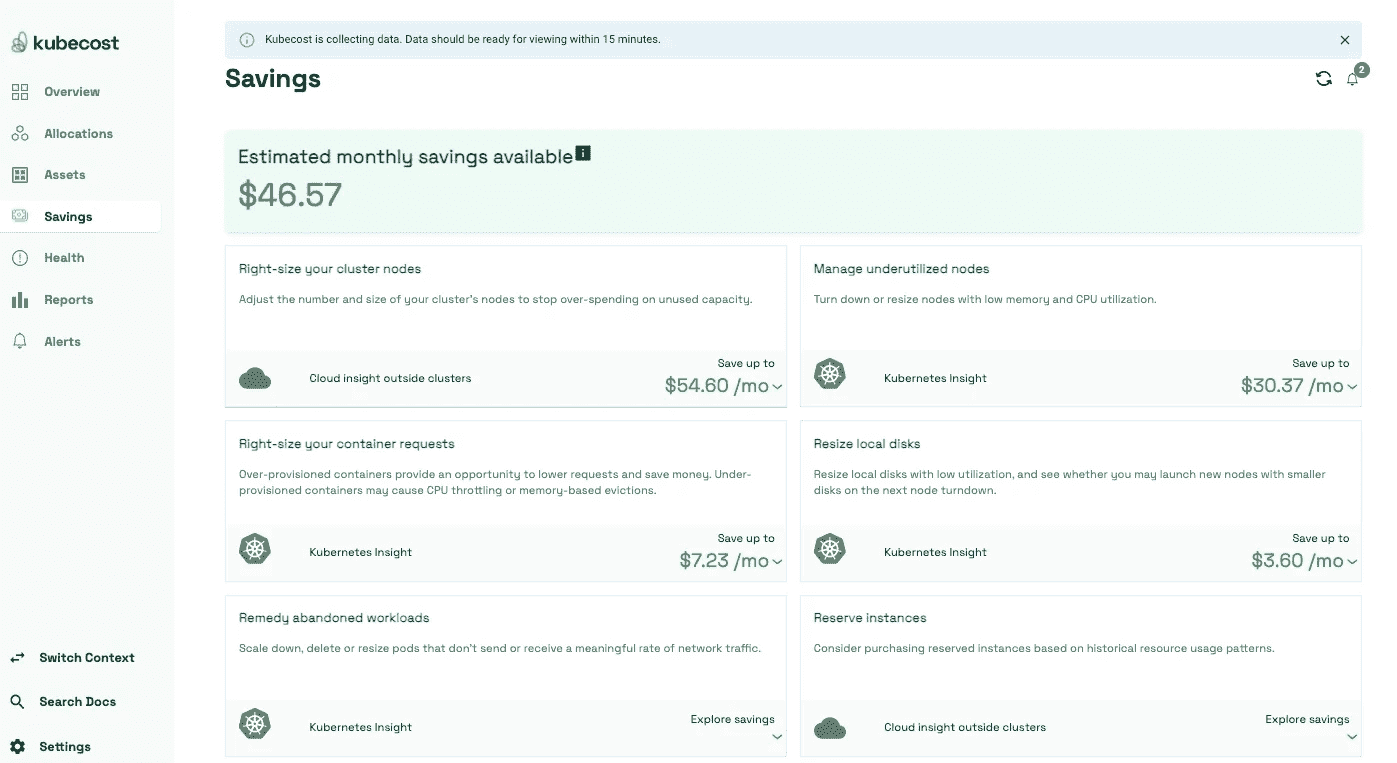 kubecost
Overview
Allocations
Assets
Savings
Health
Reports
Alerts
Switch Context
Search Docs
Settings
Kubecost is collecting data. Data should be ready for viewing within 15 minutes.
Savings
2
Estimated monthly savings available i
$46.57
Right-size your cluster nodes
Adjust the number and size of your cluster's nodes to stop over-spending on unused capacity.
Cloud insight outside clusters
Save up to
$54.60 /mo
Manage underutilized nodes
Turn down or resize nodes with low memory and CPU utilization.
Kubernetes Insight
Save up to
$30.37 /mo
Right-size your container requests
Over-provisioned containers provide an opportunity to lower requests and save money. Under-
provisioned containers may cause CPU throttling or memory-based evictions.
Kubernetes Insight
Save up to
$7.23 /mo
Resize local disks
Resize local disks with low utilization, and see whether you may launch new nodes with smaller
disks on the next node turndown.
Kubernetes Insight
Save up to
$3.60 /mo
Remedy abandoned workloads
Scale down, delete or resize pods that don't send or receive a meaningful rate of network traffic.
Kubernetes Insight
Explore savings
Reserve instances
Consider purchasing reserved instances based on historical resource usage patterns.
Cloud insight outside clusters
Explore savings